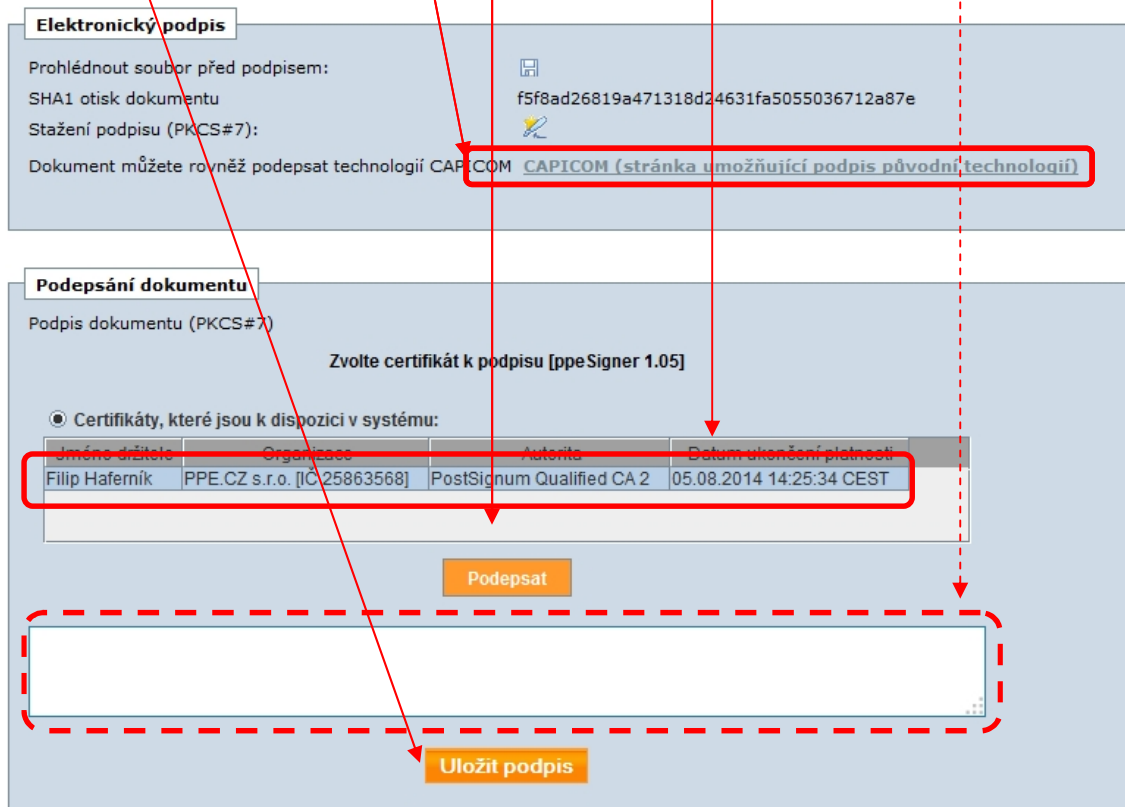 Elektronický podpis
Prohlédnout soubor před podpisem:
SHA1 otisk dokumentu f5f8ad26819a471318d24631fa5055036712a87e
Stažení podpisu (PKCS#7):
Dokument můžete rovněž podepsat technologií CAPICOM CAPICOM (stránka umožňující podpis původní technologií)
Podepsání dokumentu
Podpis dokumentu (PKCS#7)
Zvolte certifikát k podpisu [ppeSigner 1.05]
Certifikáty, které jsou k dispozici v systému:
Jméno držitele Organizace Autorita Datum ukončení platnosti
Filip Haferník PPE.CZ s.r.o. [IČ 25863568] PostSignum Qualified CA 2 05.08.2014 14:25:34 CEST
Podepsat
Uložit podpis